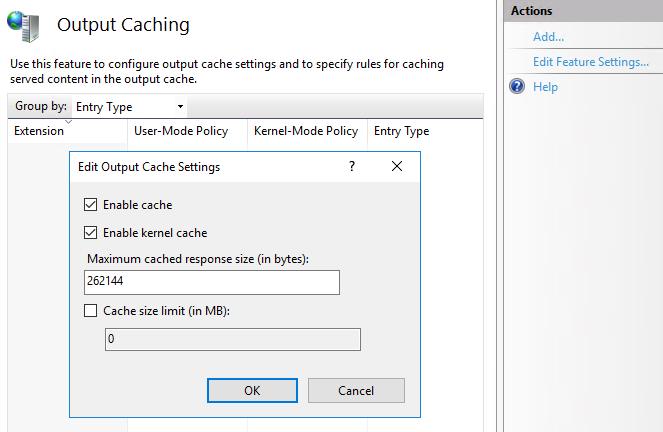 Output Caching
Use this feature to configure output cache settings and to specify rules for caching
served content in the output cache.
Group by: Entry Type
Extension User-Mode Policy Kernel-Mode Policy Entry Type
Edit Output Cache Settings ?
Enable cache
Enable kernel cache
Maximum cached response size (in bytes):
262144
Cache size limit (in MB):
0
OK Cancel
Actions
Add...
Edit Feature Settings...
? Help